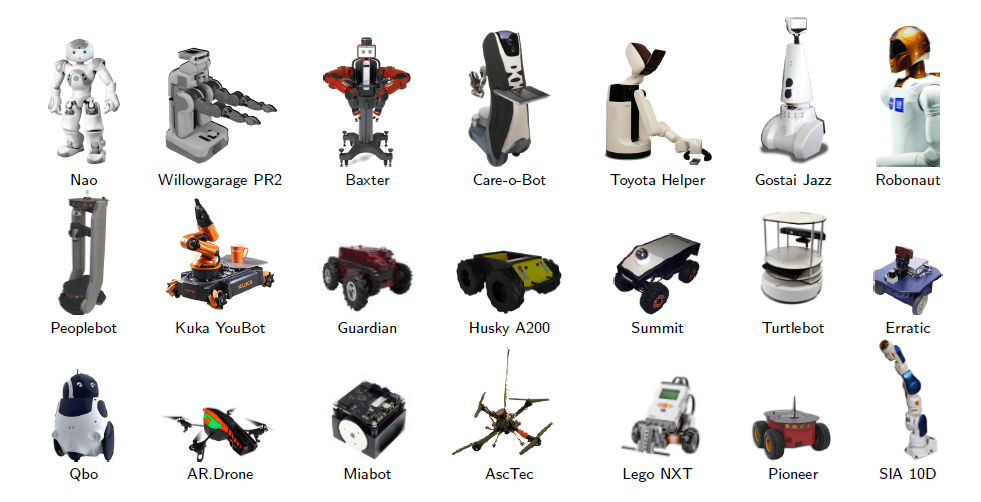 Nao
Willowgarage PR2
Baxter
Care-o-Bot
Toyota Helper
Gostai Jazz
Robonaut
Peoplebot
Kuka YouBot
Guardian
Husky A200
Summit
Turtlebot
Erratic
KUKA
Qbo
AR.Drone
Miabot
AscTec
Lego NXT
Pioneer
SIA 10D